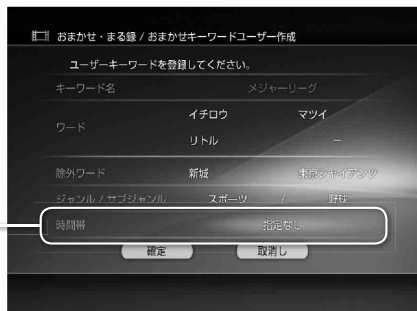 おまかせ・まる録 / おまかせキーワードユーザー作成
ユーザーキーワードを登録してください。
キーワード名 メジャーリーグ
ワード イチロウ マツイ
リトル －
除外ワード 新城 東京ジャイアンツ
ジャンル / サブジャンル スポーツ / 野球
時間帯 指定なし
確定 取消し